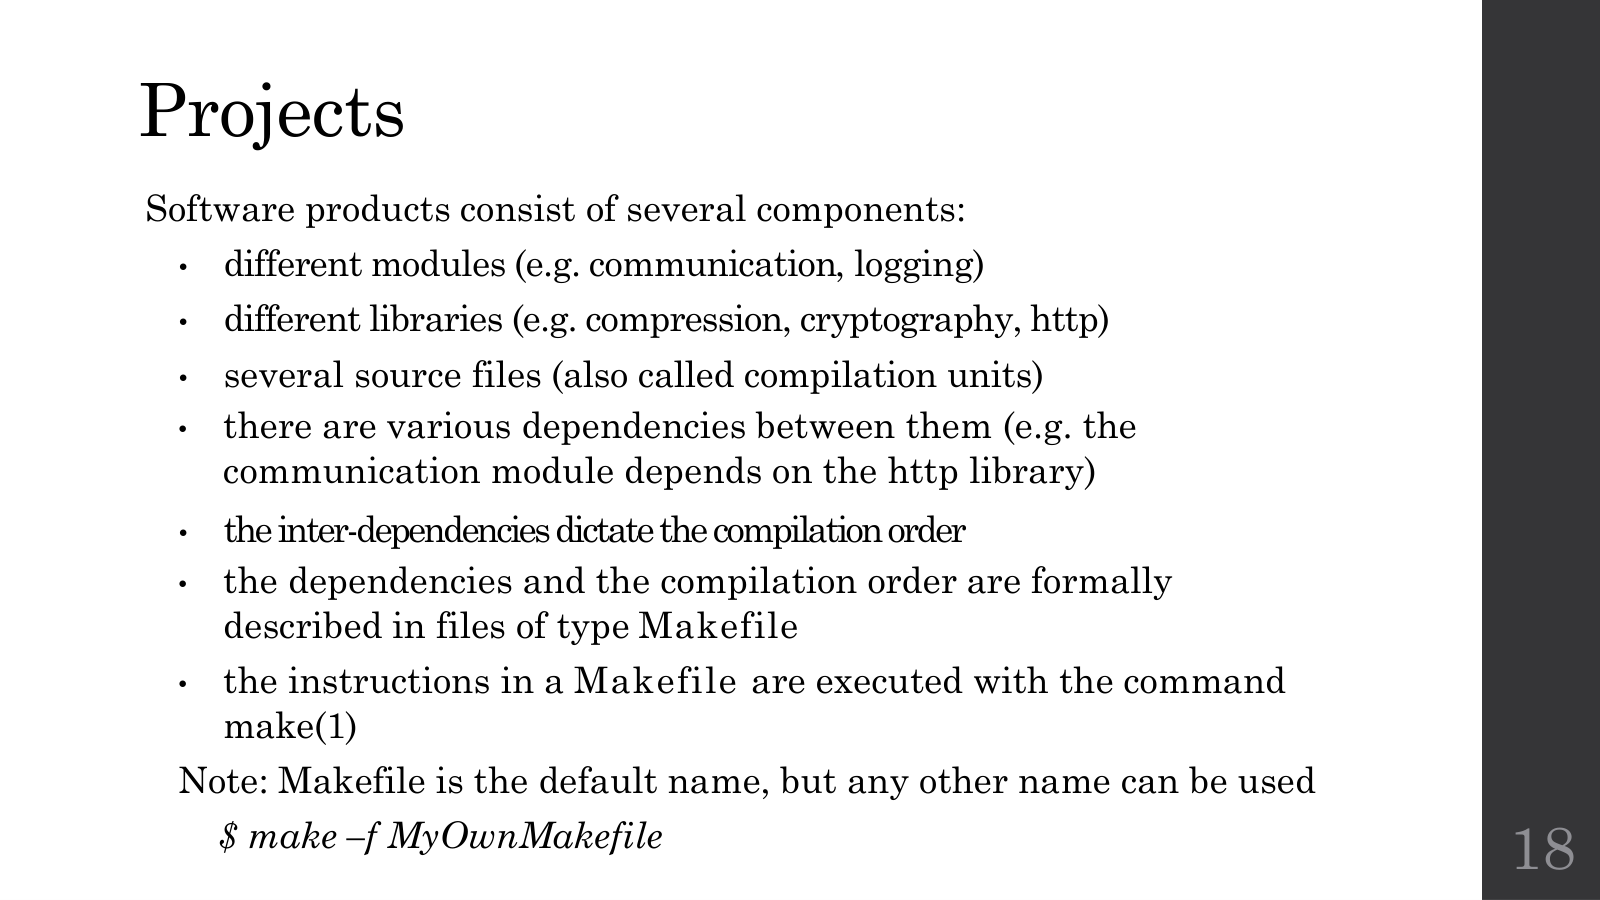 Projects
Software products consist of several components:
• different modules (e.g. communication, logging)
• different libraries (e.g. compression, cryptography, http)
• several source files (also called compilation units)
• there are various dependencies between them (e.g. the
communication module depends on the http library)
• the inter-dependencies dictate the compilation order
• the dependencies and the compilation order are formally
described in files of type Makefile
• the instructions in a Makefile are executed with the command
make(1)
Note: Makefile is the default name, but any other name can be used
$ make –f MyOwnMakefile
18